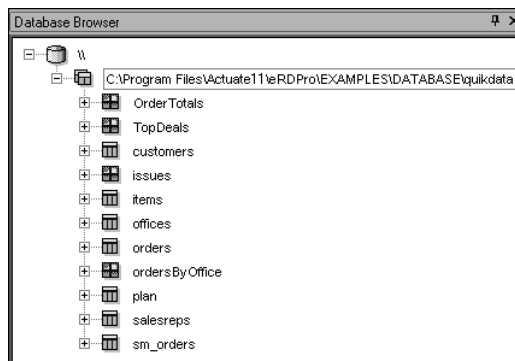 Database Browser
\\
C:\Program Files\Actuate11\eRDPro\EXAMPLES\DATABASE\quikdata
OrderTotals
TopDeals
customers
issues
items
offices
orders
ordersByOffice
plan
salesreps
sm_orders